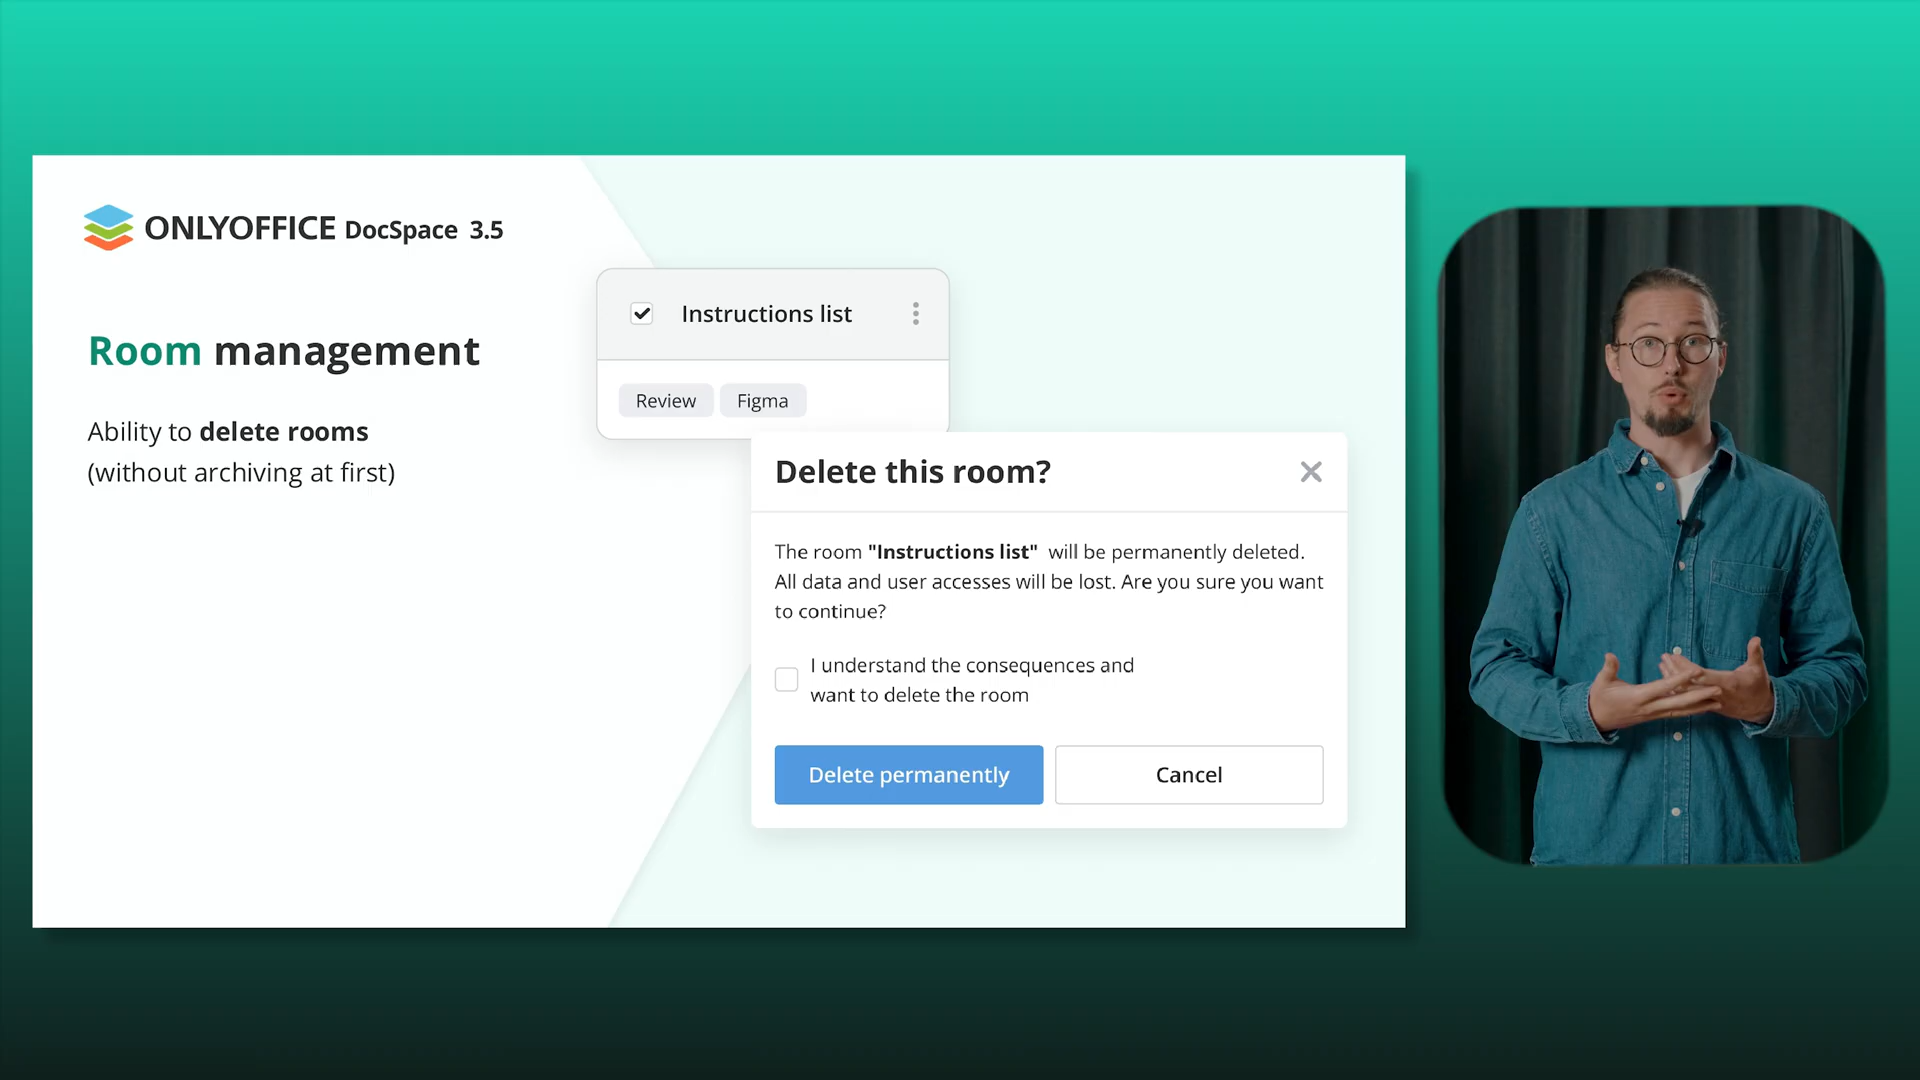 ONLYOFFICE DocSpace 3.5
Room management
Ability to delete rooms
(without archiving at first)
Instructions list
Review Figma
Delete this room?
The room "Instructions list" will be permanently deleted.
All data and user accesses will be lost. Are you sure you want
to continue?
I understand the consequences and
want to delete the room
Delete permanently
Cancel